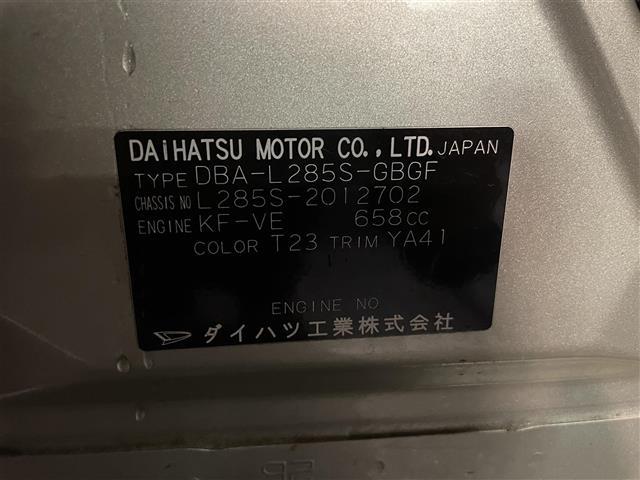 DAiHATSU MOTOR CO.,LTD. JAPAN
TYPE DBA-L285S-GBGF
CHASSIS NO L285S-2012702
ENGINE KF-VE 658CC
COLOR T23 TRIM YA41
ENGINE NO
ダイハツ工業株式会社